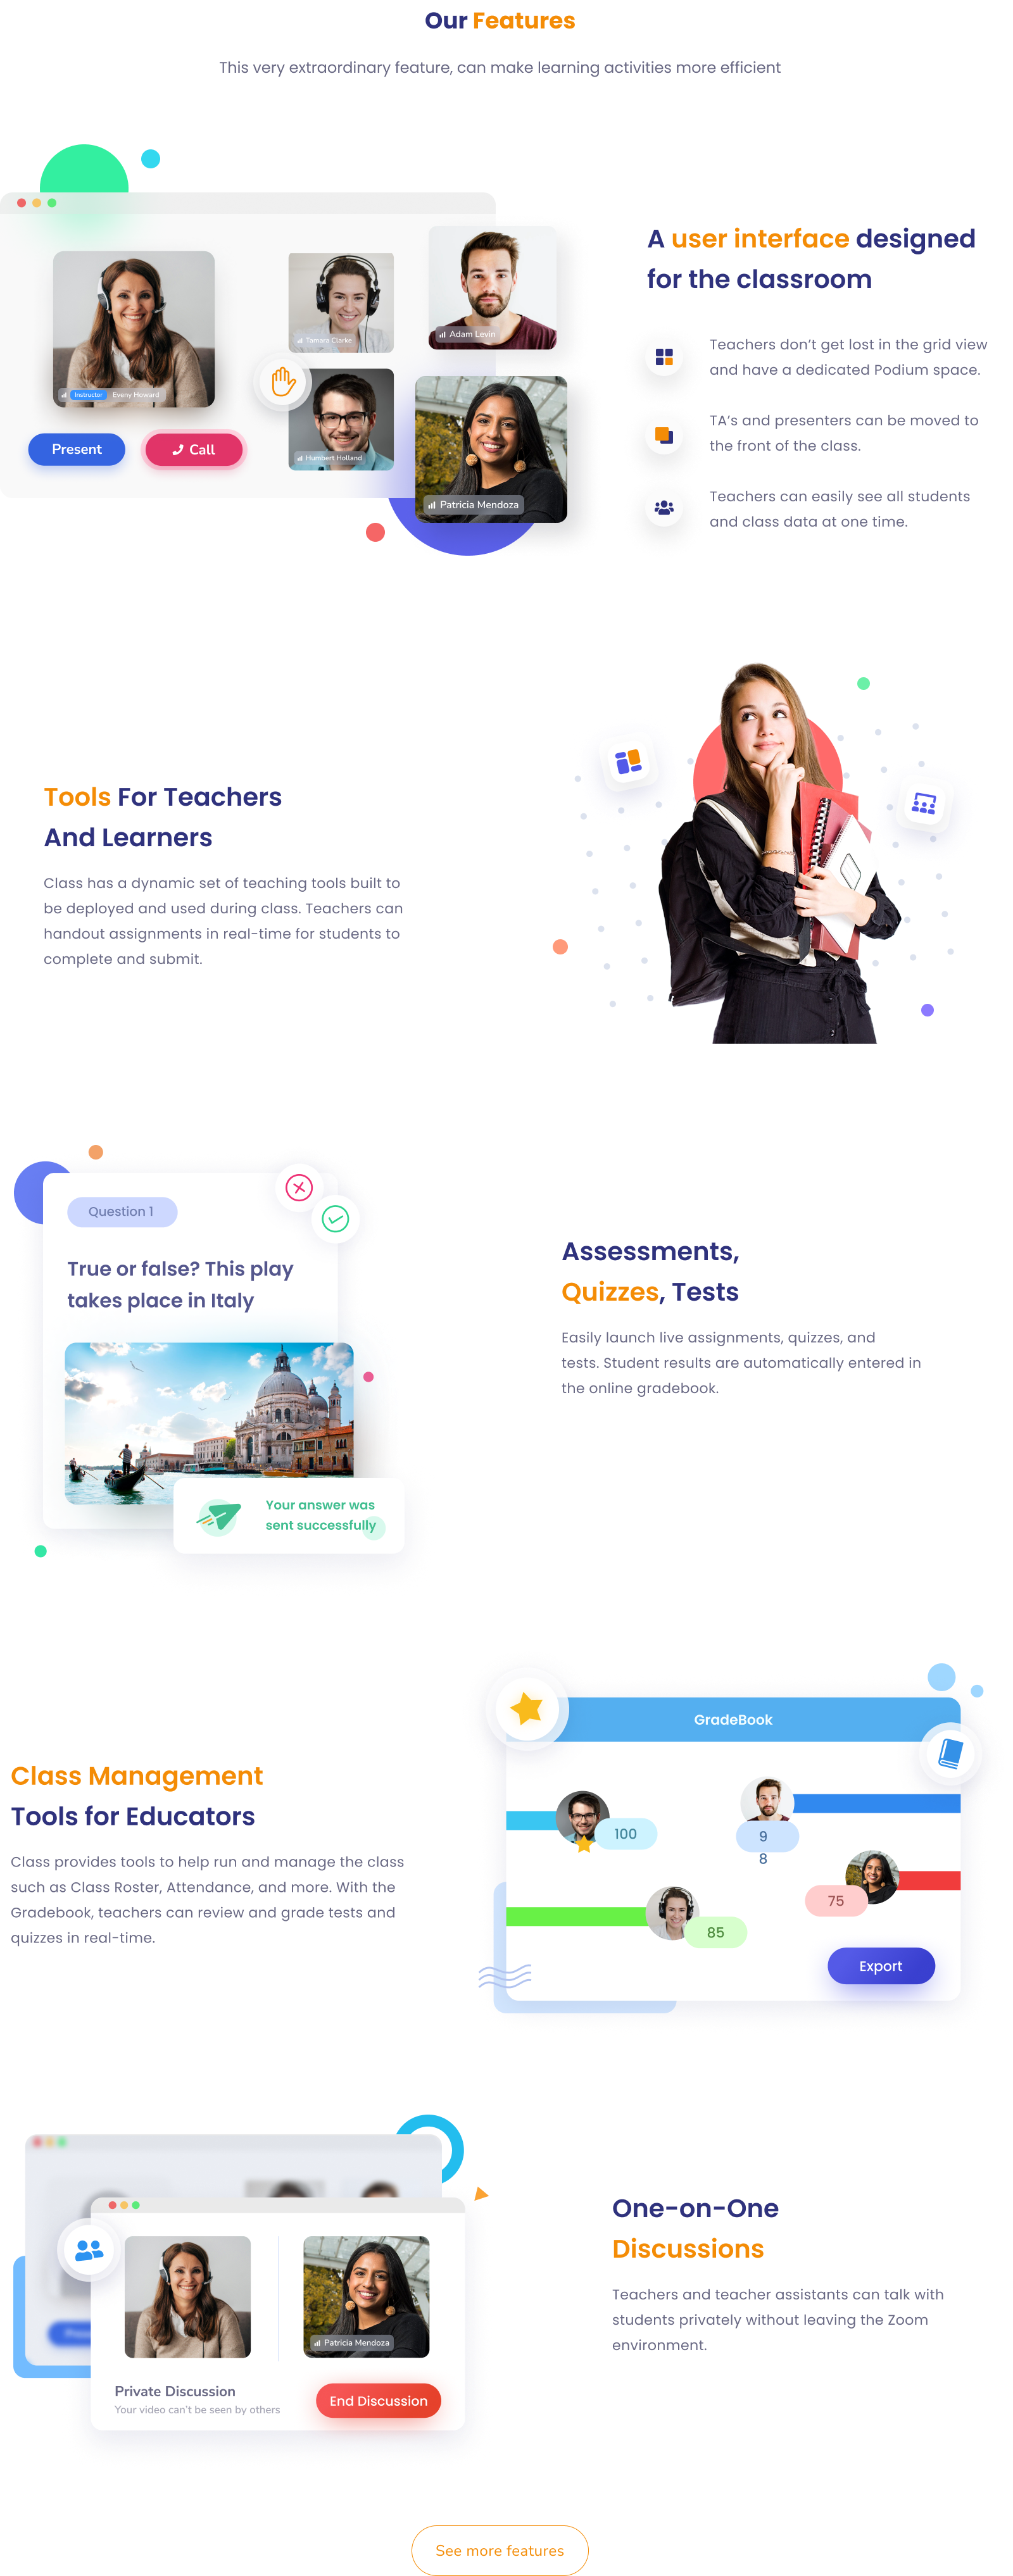 Our Features
This very extraordinary feature, can make learning activities more efficient
Tamara Clarke
Adam Levin
Instructor Eveny Howard
Humbert Holland
Present
Call
Patricia Mendoza
A user interface designed
for the classroom
Teachers don’t get lost in the grid view
and have a dedicated Podium space.
TA’s and presenters can be moved to
the front of the class.
Teachers can easily see all students
and class data at one time.
Tools For Teachers
And Learners
Class has a dynamic set of teaching tools built to
be deployed and used during class. Teachers can
handout assignments in real-time for students to
complete and submit.
Question 1
True or false? This play
takes place in Italy
Your answer was
sent successfully
Assessments,
Quizzes, Tests
Easily launch live assignments, quizzes, and
tests. Student results are automatically entered in
the online gradebook.
Class Management
Tools for Educators
Class provides tools to help run and manage the class
such as Class Roster, Attendance, and more. With the
Gradebook, teachers can review and grade tests and
quizzes in real-time.
GradeBook
100
9
8
75
85
Export
Patricia Mendoza
Private Discussion
Your video can’t be seen by others
End Discussion
One-on-One
Discussions
Teachers and teacher assistants can talk with
students privately without leaving the Zoom
environment.
See more features